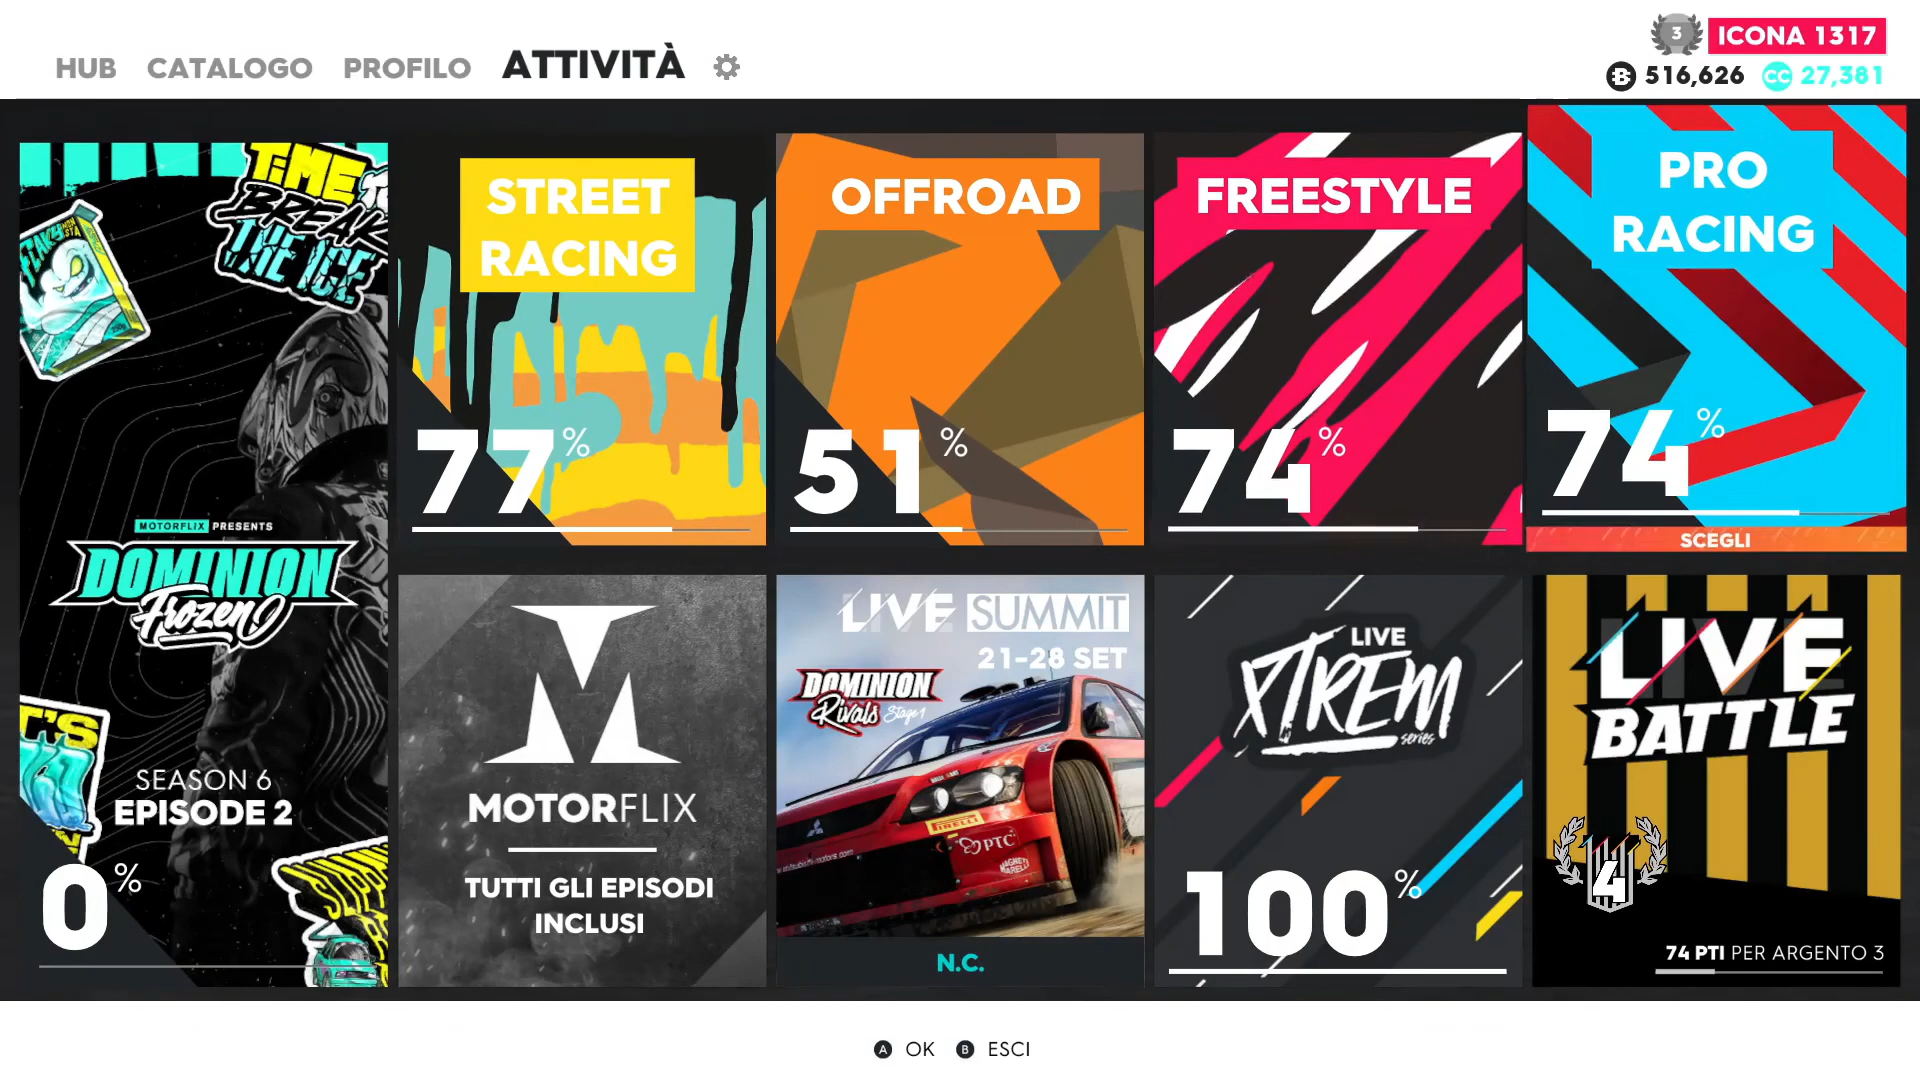 HUB CATALOGO PROFILO ATTIVITÀ
3 ICONA 1317
516,626 CC 27,381
TIME TO
BREAK
THE ICE
MOTORFLIX PRESENTS
DOMINION
Frozen
SEASON 6
EPISODE 2
0%
STREET
RACING
77%
OFFROAD
51%
FREESTYLE
74%
PRO
RACING
74%
SCEGLI
MOTORFLIX
TUTTI GLI EPISODI
INCLUSI
LIVE SUMMIT
21-28 SET
DOMINION
Rivals Stage 1
PIRELLI
PTC
MAGNETI
MARELLI
N.C.
LIVE
XTREM
series
100%
LIVE
BATTLE
4
74 PTI PER ARGENTO 3
A OK B ESCI